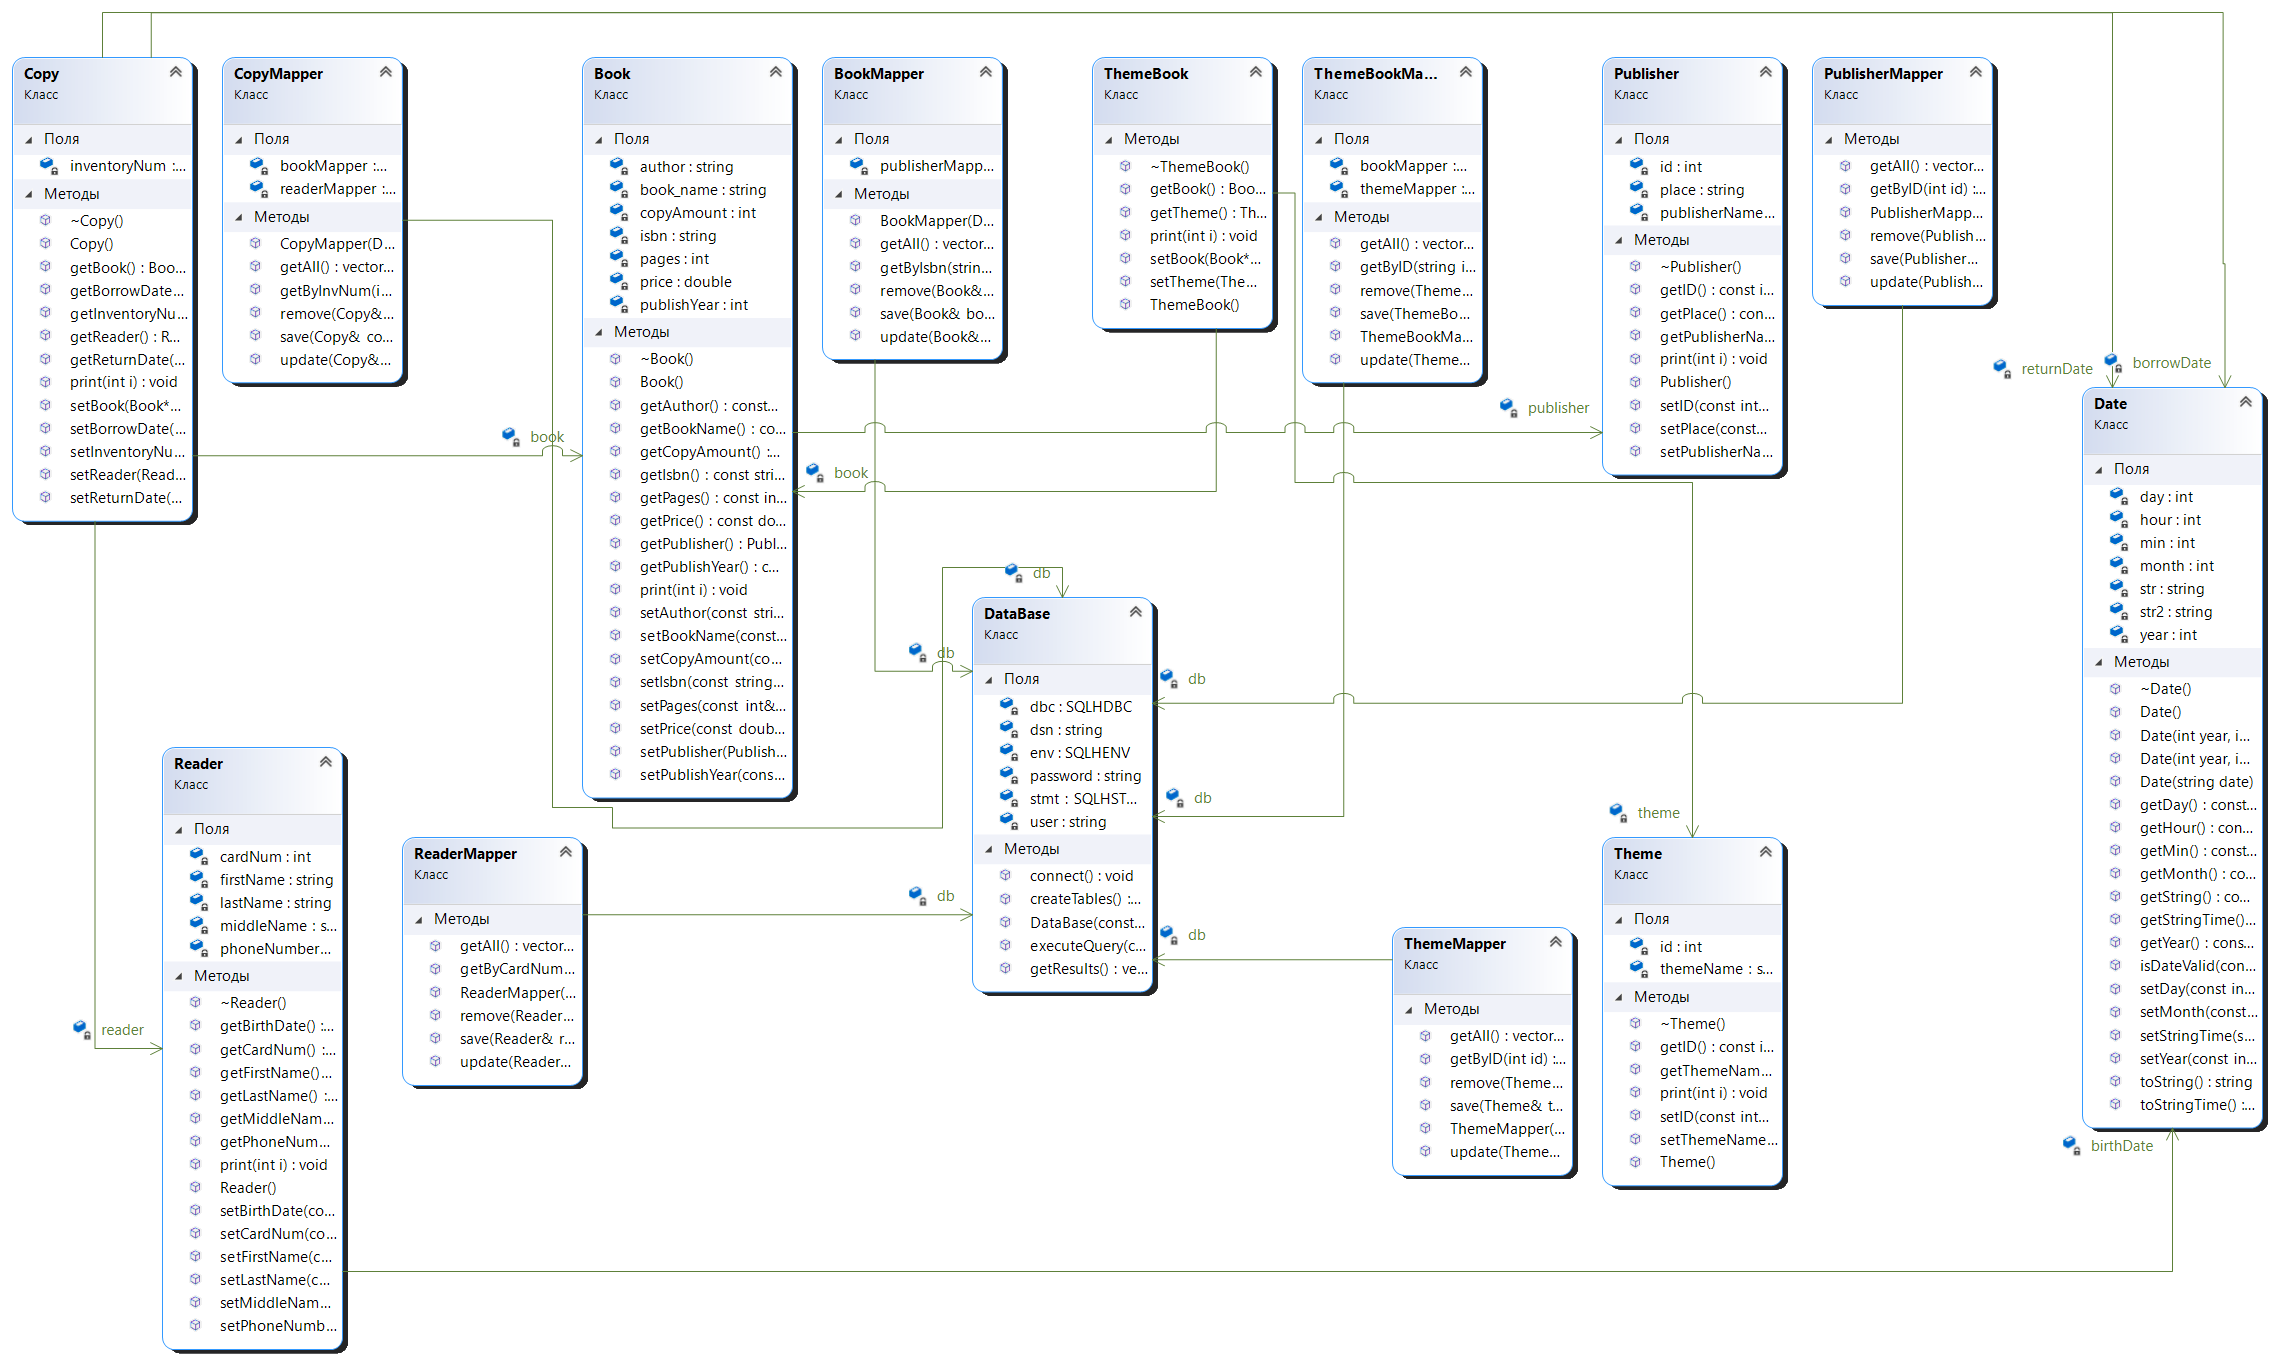 Copy
Класс
Поля
inventoryNum :...
Методы
~Copy()
Copy()
getBook() : Boo...
getBorrowDate...
getInventoryNu...
getReader() : R...
getReturnDate(...
print(int i) : void
setBook(Book*...
setBorrowDate(...
setInventoryNu...
setReader(Read...
setReturnDate(...
CopyMapper
Класс
Поля
bookMapper :...
readerMapper :...
Методы
CopyMapper(D...
getAll() : vector...
getByInvNum(i...
remove(Copy&...
save(Copy& co...
update(Copy&...
book
Book
Класс
Поля
author : string
book_name : string
copyAmount : int
isbn : string
pages : int
price : double
publishYear : int
Методы
~Book()
Book()
getAuthor() : const...
getBookName() : co...
getCopyAmount() :...
getIsbn() : const stri...
getPages() : const in...
getPrice() : const do...
getPublisher() : Publ...
getPublishYear() : c...
print(int i) : void
setAuthor(const stri...
setBookName(const...
setCopyAmount(co...
setIsbn(const string...
setPages(const int&...
setPrice(const doub...
setPublisher(Publish...
setPublishYear(cons...
BookMapper
Класс
Поля
publisherMapp...
Методы
BookMapper(D...
getAll() : vector...
getByIsbn(strin...
remove(Book&...
save(Book& bo...
update(Book&...
book
ThemeBook
Класс
Методы
~ThemeBook()
getBook() : Boo...
getTheme() : Th...
print(int i) : void
setBook(Book*...
setTheme(The...
ThemeBook()
ThemeBookMa...
Класс
Поля
bookMapper :...
themeMapper :...
Методы
getAll() : vector...
getByID(string i...
remove(Theme...
save(ThemeBo...
ThemeBookMa...
update(Theme...
publisher
Publisher
Класс
Поля
id : int
place : string
publisherName...
Методы
~Publisher()
getID() : const i...
getPlace() : con...
getPublisherNa...
print(int i) : void
Publisher()
setID(const int...
setPlace(const...
setPublisherNa...
PublisherMapper
Класс
Методы
getAll() : vector...
getByID(int id) :...
PublisherMapp...
remove(Publish...
save(Publisher...
update(Publish...
returnDate
borrowDate
Date
Класс
Поля
day : int
hour : int
min : int
month : int
str : string
str2 : string
year : int
Методы
~Date()
Date()
Date(int year, i...
Date(int year, i...
Date(string date)
getDay() : const...
getHour() : con...
getMin() : const...
getMonth() : co...
getString() : co...
getStringTime()...
getYear() : cons...
isDateValid(con...
setDay(const in...
setMonth(const...
setStringTime(s...
setYear(const in...
toString() : string
toStringTime() :...
birthDate
db
db
DataBase
Класс
Поля
dbc : SQLHDBC
dsn : string
env : SQLHENV
password : string
stmt : SQLHST...
user : string
Методы
connect() : void
createTables() :...
DataBase(const...
executeQuery(c...
getResults() : ve...
db
db
db
db
reader
Reader
Класс
Поля
cardNum : int
firstName : string
lastName : string
middleName : s...
phoneNumber...
Методы
~Reader()
getBirthDate() :...
getCardNum() :...
getFirstName()...
getLastName() :...
getMiddleNam...
getPhoneNum...
print(int i) : void
Reader()
setBirthDate(co...
setCardNum(co...
setFirstName(c...
setLastName(c...
setMiddleNam...
setPhoneNumb...
ReaderMapper
Класс
Методы
getAll() : vector...
getByCardNum...
ReaderMapper(...
remove(Reader...
save(Reader& r...
update(Reader...
ThemeMapper
Класс
Методы
getAll() : vector...
getByID(int id) :...
remove(Theme...
save(Theme& t...
ThemeMapper(...
update(Theme...
theme
Theme
Класс
Поля
id : int
themeName : s...
Методы
~Theme()
getID() : const i...
getThemeNam...
print(int i) : void
setID(const int...
setThemeName...
Theme()